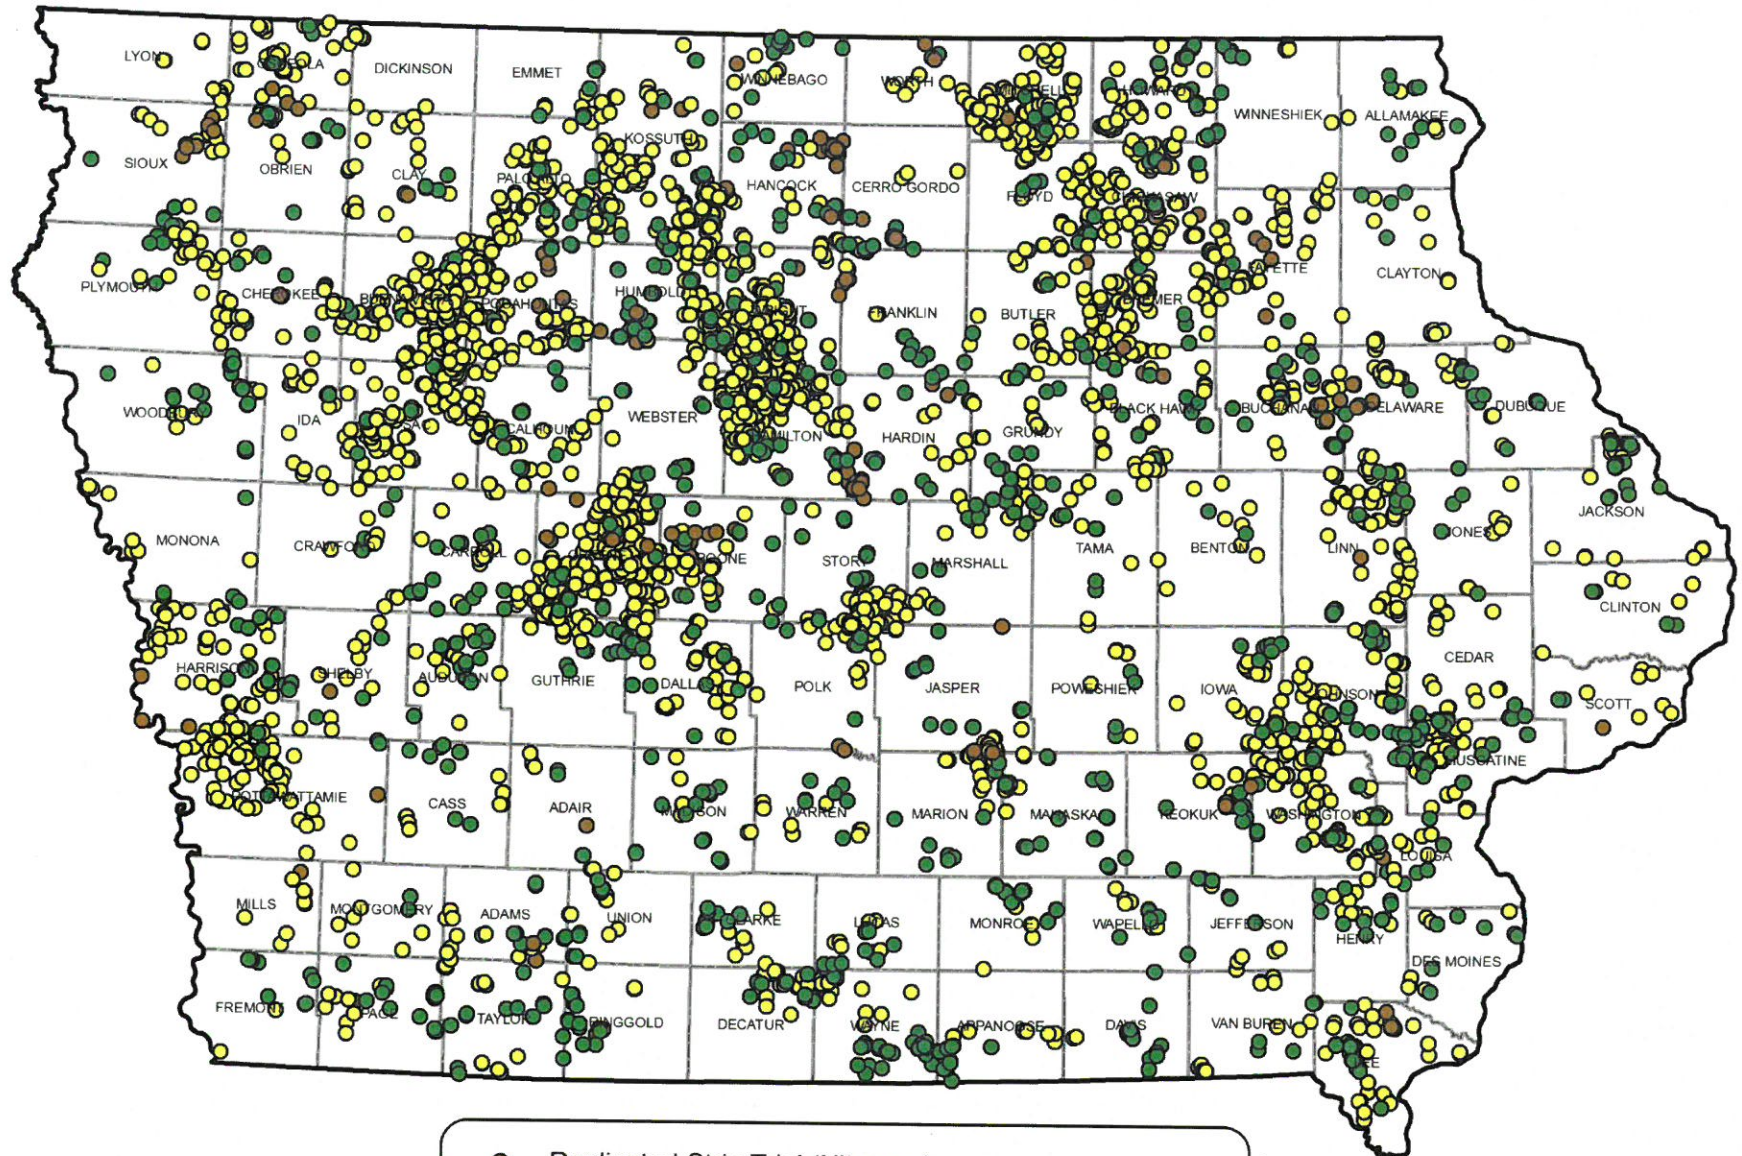 LYON
OSCEOLA
DICKINSON
EMMET
WINNEBAGO
WORTH
MITCHELL
HOWARD
WINNESHIEK
ALLAMAKEE
SIOUX
OBRIEN
CLAY
PALO ALTO
KOSSUTH
HANCOCK
CERRO GORDO
FLOYD
CHICKASAW
PLYMOUTH
CHEROKEE
BUENA VISTA
POCAHONTAS
HUMBOLDT
WRIGHT
FRANKLIN
BUTLER
BREMER
FAYETTE
CLAYTON
WOODBURY
IDA
SAC
CALHOUN
WEBSTER
HAMILTON
HARDIN
GRUNDY
BLACK HAWK
BUCHANAN
DELAWARE
DUBUQUE
MONONA
CRAWFORD
CARROLL
GREENE
BOONE
STORY
MARSHALL
TAMA
BENTON
LINN
JONES
JACKSON
CLINTON
HARRISON
SHELBY
AUDUBON
GUTHRIE
DALLAS
POLK
JASPER
POWESHIEK
IOWA
JOHNSON
CEDAR
SCOTT
MUSCATINE
POTTAWATTAMIE
CASS
ADAIR
MADISON
WARREN
MARION
MAHASKA
KEOKUK
WASHINGTON
LOUISA
MILLS
MONTGOMERY
ADAMS
UNION
CLARKE
LUCAS
MONROE
WAPELLO
JEFFERSON
HENRY
DES MOINES
FREMONT
PAGE
TAYLOR
RINGGOLD
DECATUR
WAYNE
APPANOOSE
DAVIS
VAN BUREN
LEE
Replicated Strip Trial